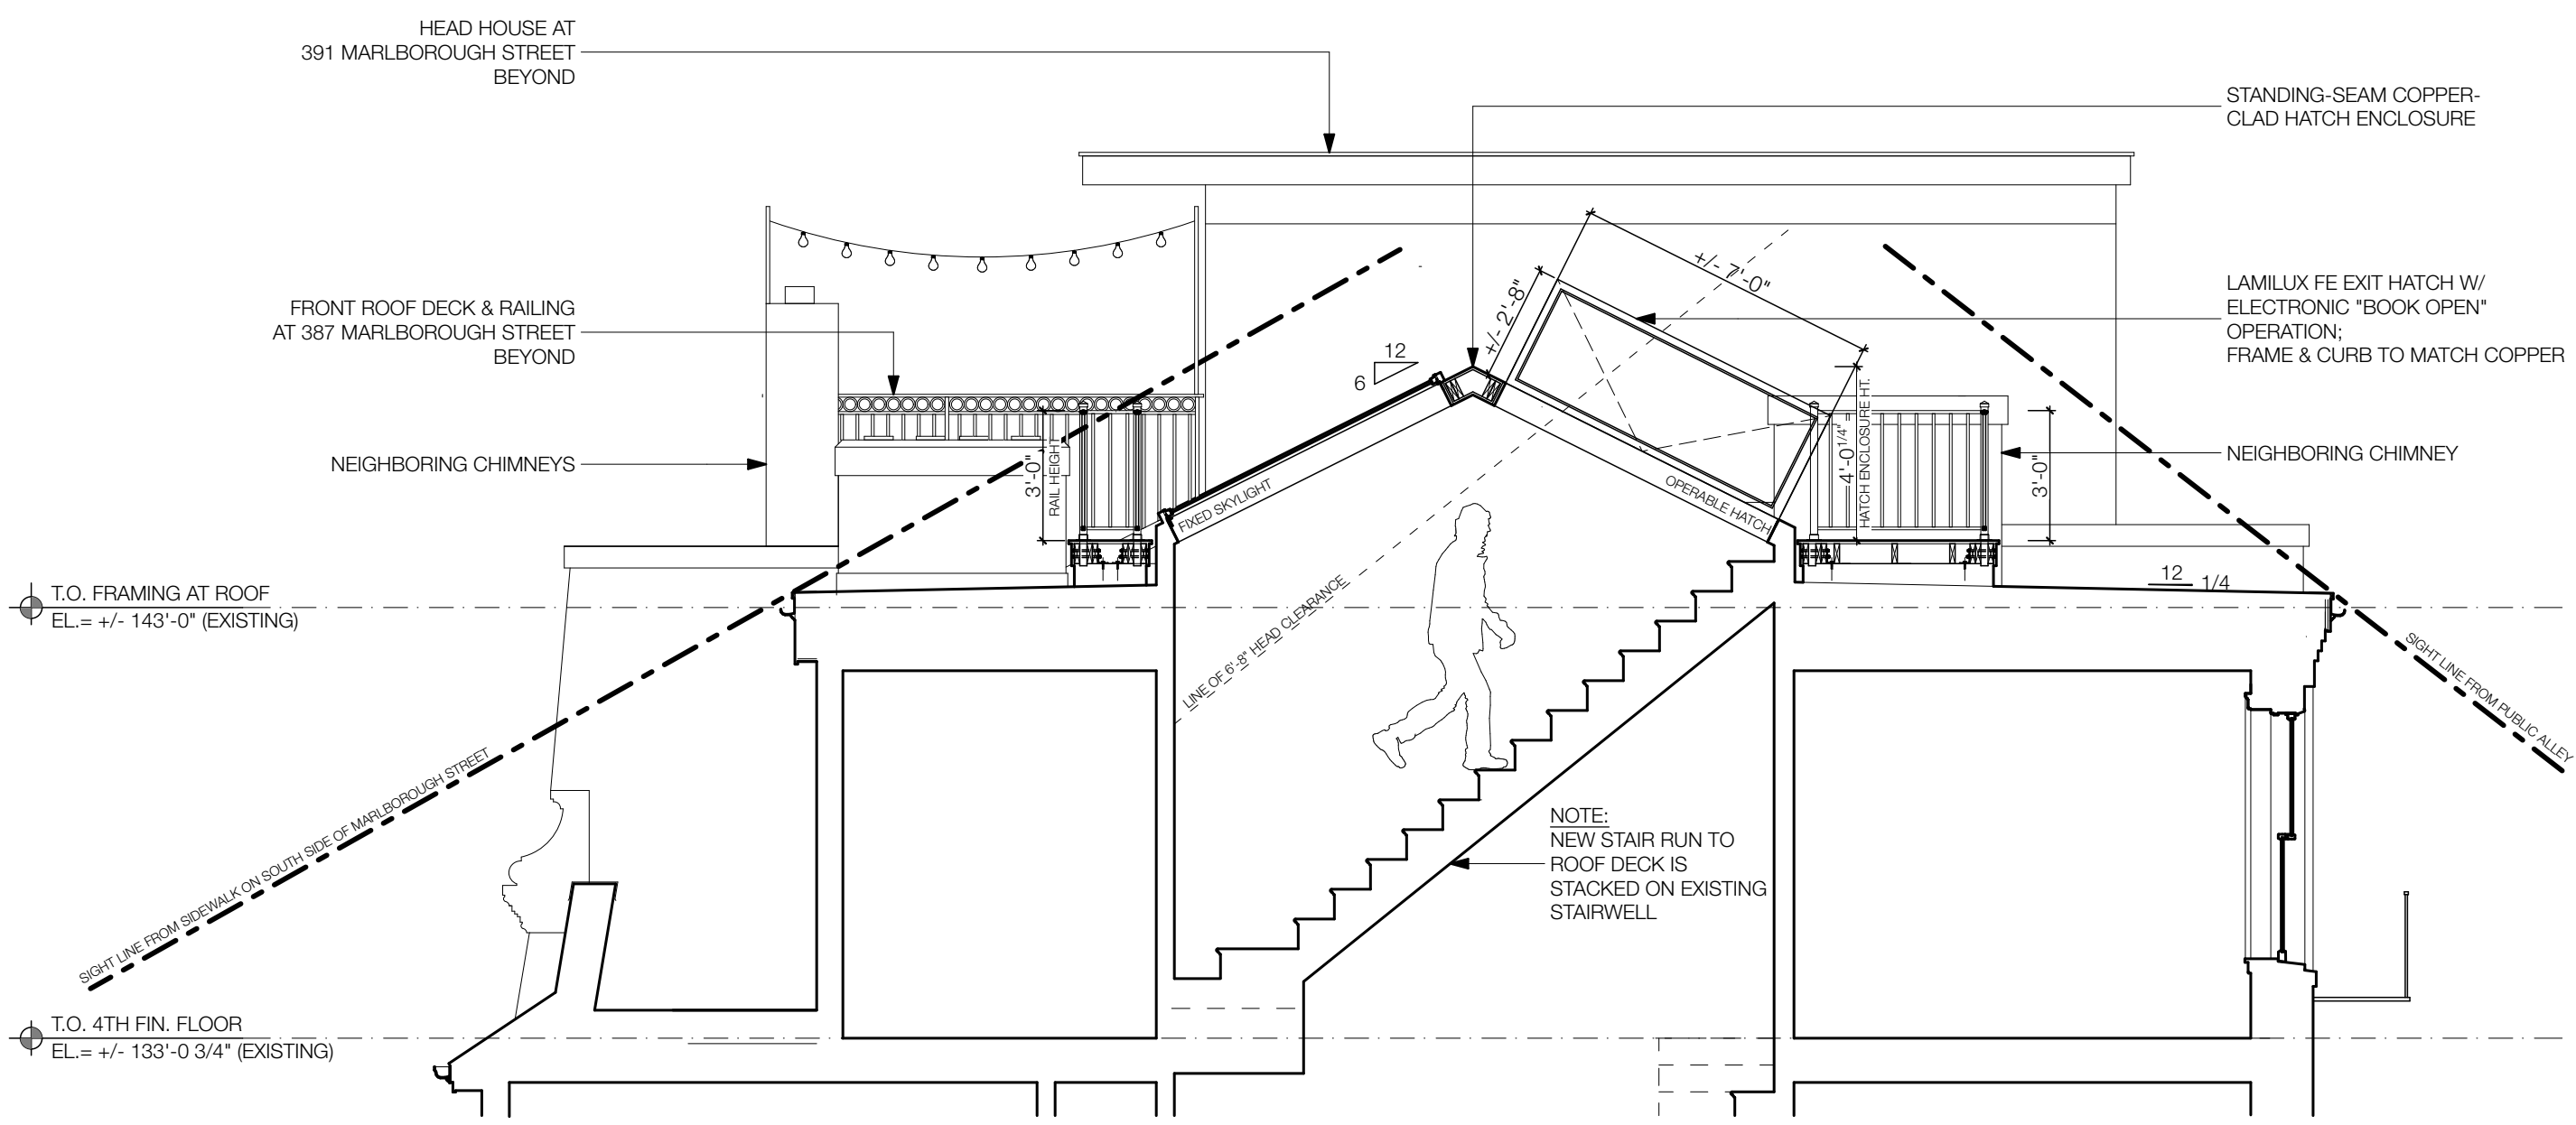 HEAD HOUSE AT
391 MARLBOROUGH STREET
BEYOND
STANDING-SEAM COPPER-
CLAD HATCH ENCLOSURE
FRONT ROOF DECK & RAILING
AT 387 MARLBOROUGH STREET
BEYOND
+/- 7'-0"
+/- 2'-8"
LAMILUX FE EXIT HATCH W/
ELECTRONIC "BOOK OPEN"
OPERATION;
FRAME & CURB TO MATCH COPPER
12
6
NEIGHBORING CHIMNEYS
3'-0"
RAIL HEIGHT
FIXED SKYLIGHT
OPERABLE HATCH
4'-0 1/4"
HATCH ENCLOSURE HT.
3'-0"
NEIGHBORING CHIMNEY
T.O. FRAMING AT ROOF
EL.= +/- 143'-0" (EXISTING)
LINE OF 6'-8" HEAD CLEARANCE
12
1/4
SIGHT LINE FROM PUBLIC ALLEY
SIGHT LINE FROM SIDEWALK ON SOUTH SIDE OF MARLBOROUGH STREET
NOTE:
NEW STAIR RUN TO
ROOF DECK IS
STACKED ON EXISTING
STAIRWELL
T.O. 4TH FIN. FLOOR
EL.= +/- 133'-0 3/4" (EXISTING)